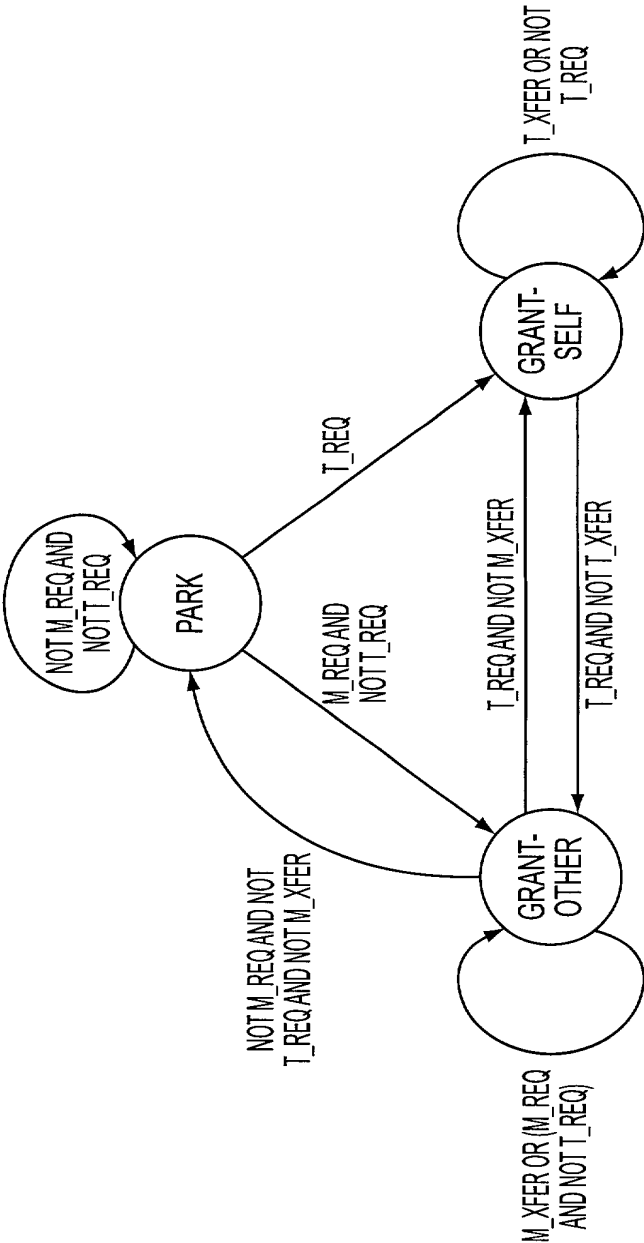 NOT M_REQ AND
NOT T_REQ
PARK
T_REQ
M_REQ AND
NOT T_REQ
NOT M_REQ AND NOT
T_REQ AND NOT M_XFER
T_REQ AND NOT M_XFER
T_REQ AND NOT T_XFER
GRANT-
OTHER
GRANT-
SELF
M_XFER OR (M_REQ
AND NOT T_REQ)
T_XFER OR NOT
T_REQ